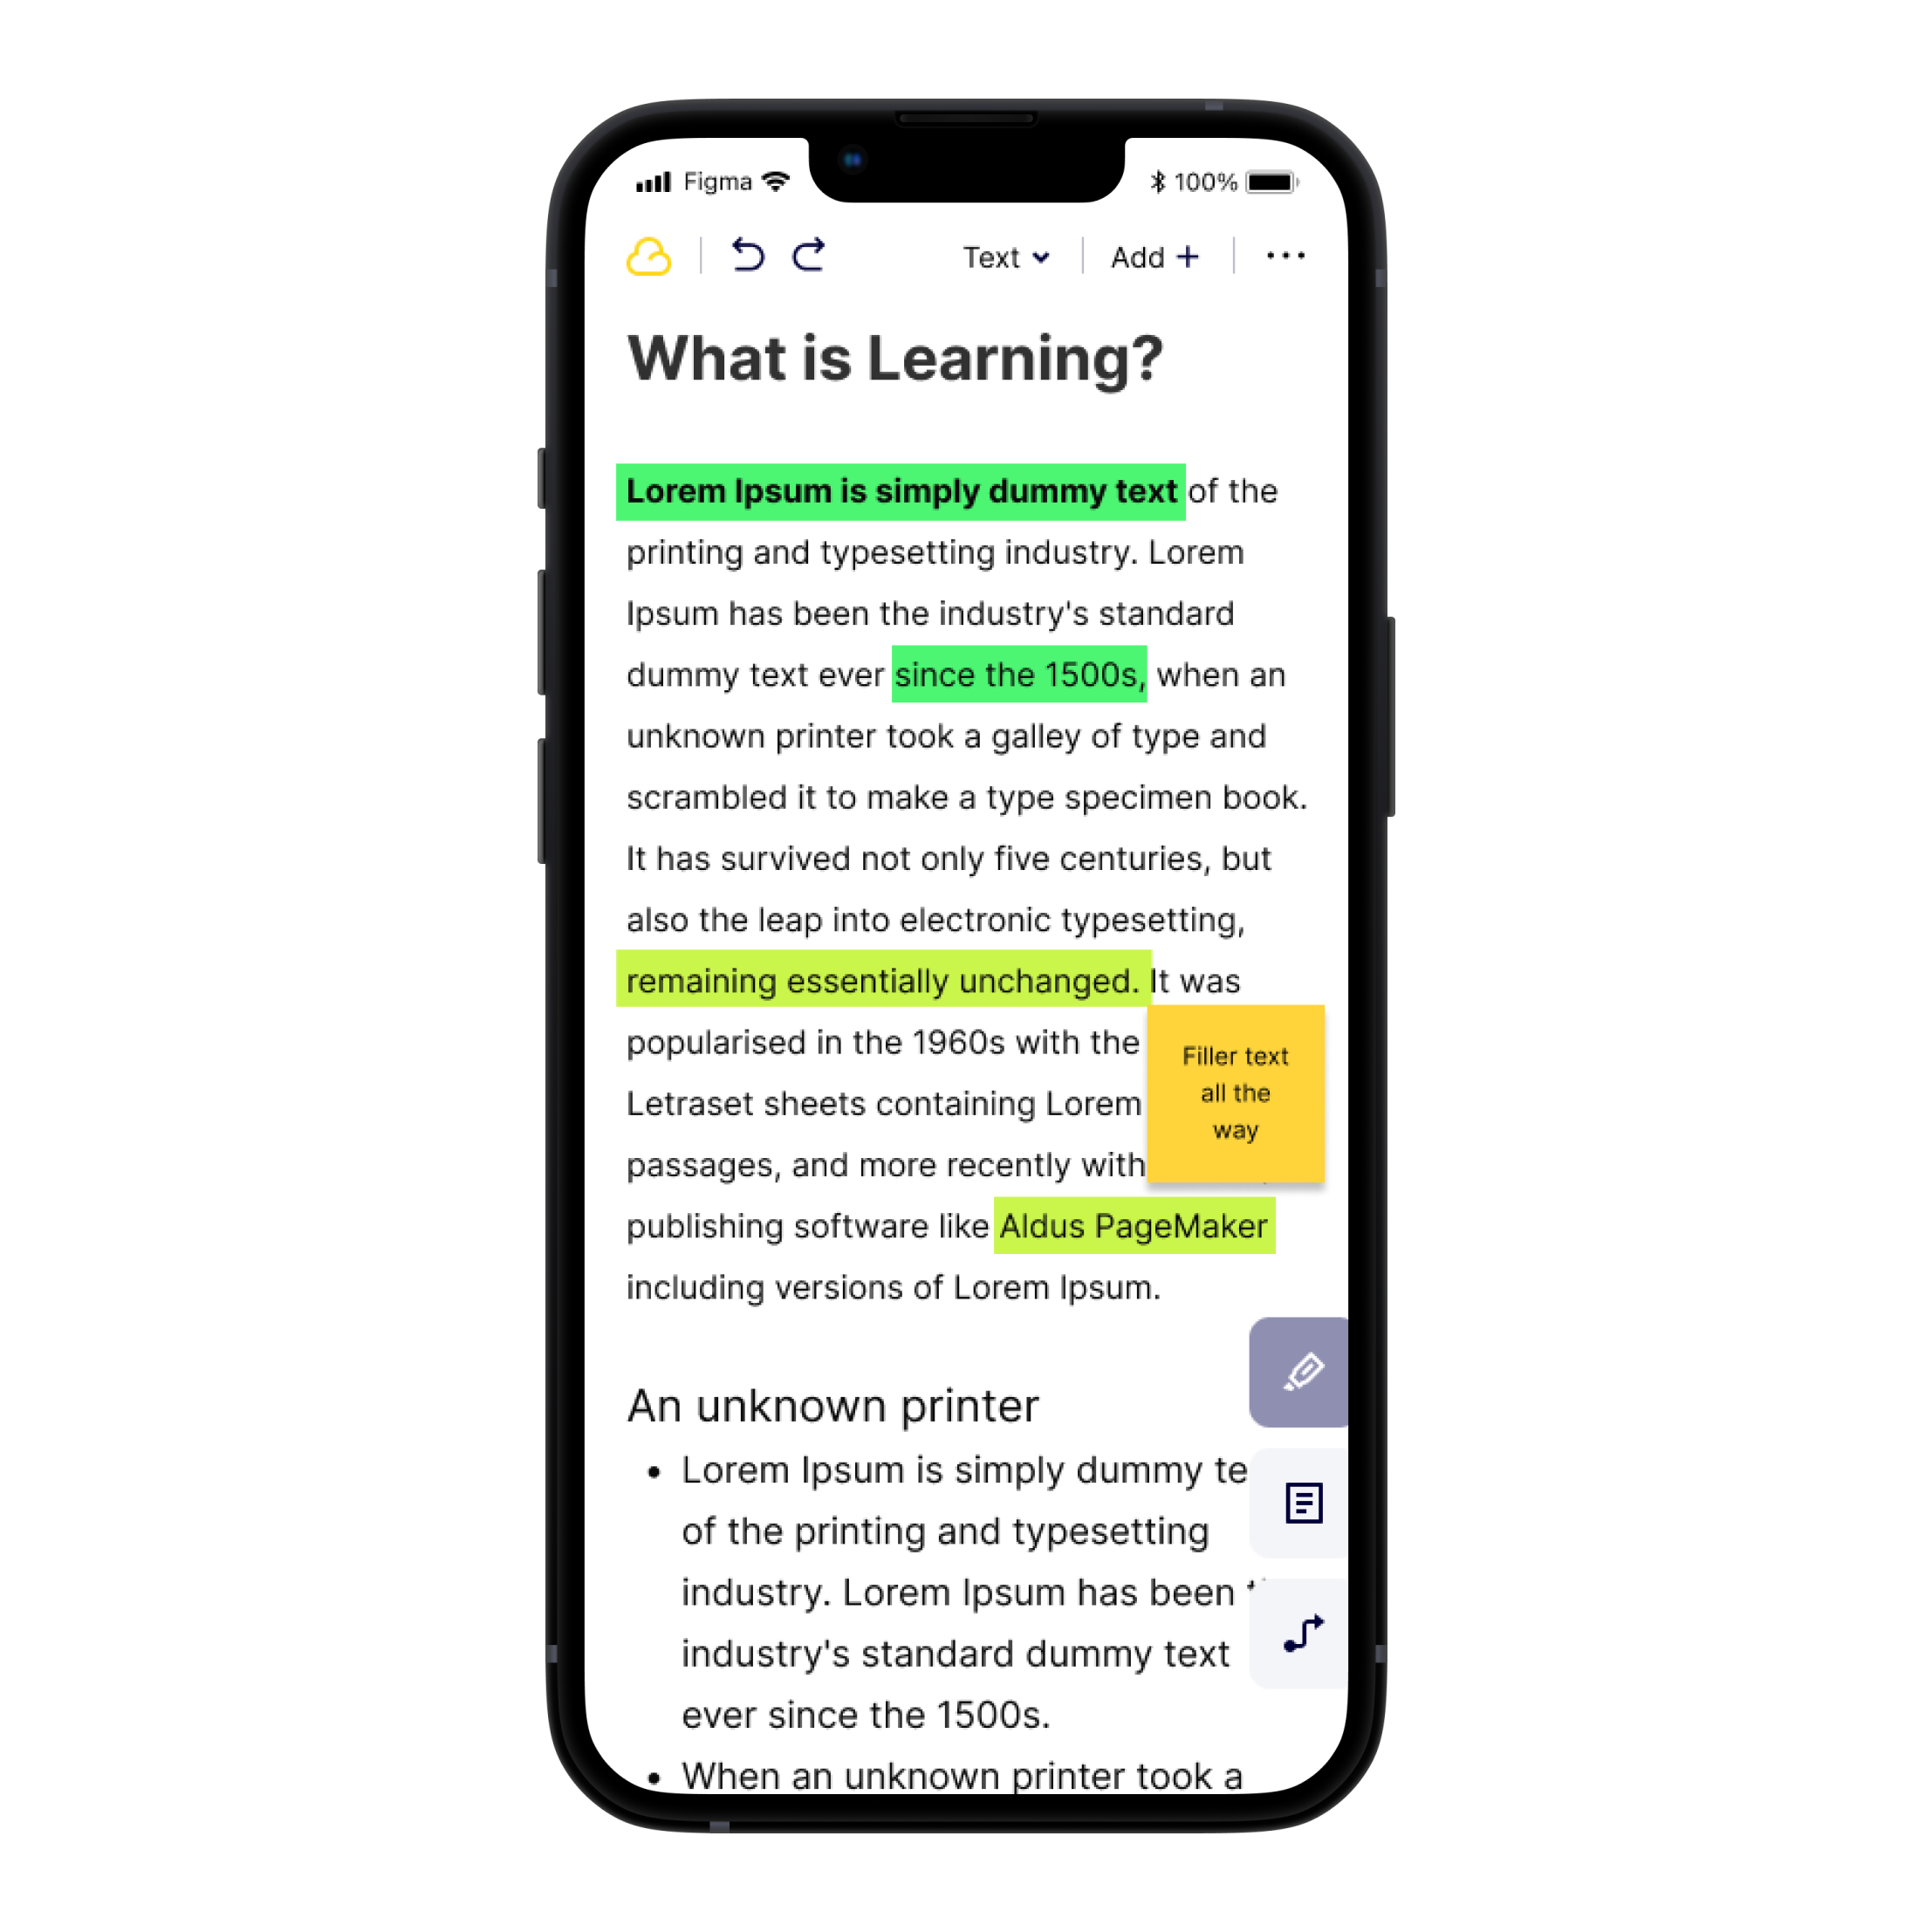 Figma
100%
Text
Add +
What is Learning?
Lorem Ipsum is simply dummy text of the
printing and typesetting industry. Lorem
Ipsum has been the industry's standard
dummy text ever since the 1500s, when an
unknown printer took a galley of type and
scrambled it to make a type specimen book.
It has survived not only five centuries, but
also the leap into electronic typesetting,
remaining essentially unchanged. It was
popularised in the 1960s with the
Letraset sheets containing Lorem
passages, and more recently with
publishing software like Aldus PageMaker
including versions of Lorem Ipsum.
Filler text
all the
way
An unknown printer
• Lorem Ipsum is simply dummy te
of the printing and typesetting
industry. Lorem Ipsum has been
industry's standard dummy text
ever since the 1500s.
• When an unknown printer took a